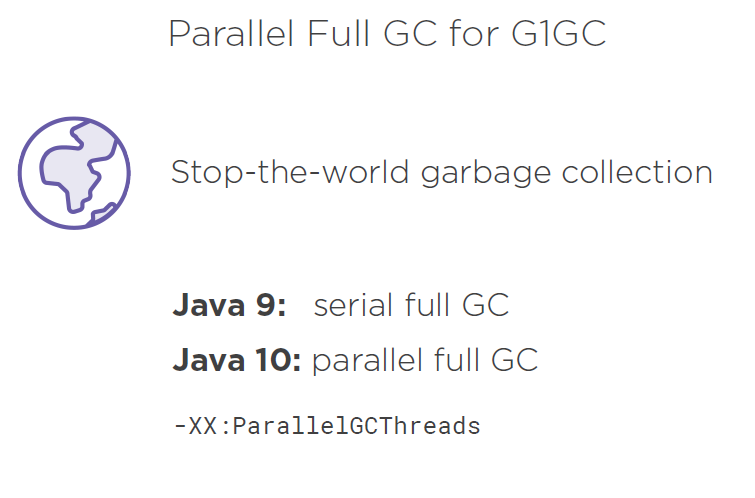 Parallel Full GC for G1GC
Stop-the-world garbage collection
Java 9: serial full GC
Java 10: parallel full GC
-XX:ParallelGCThreads